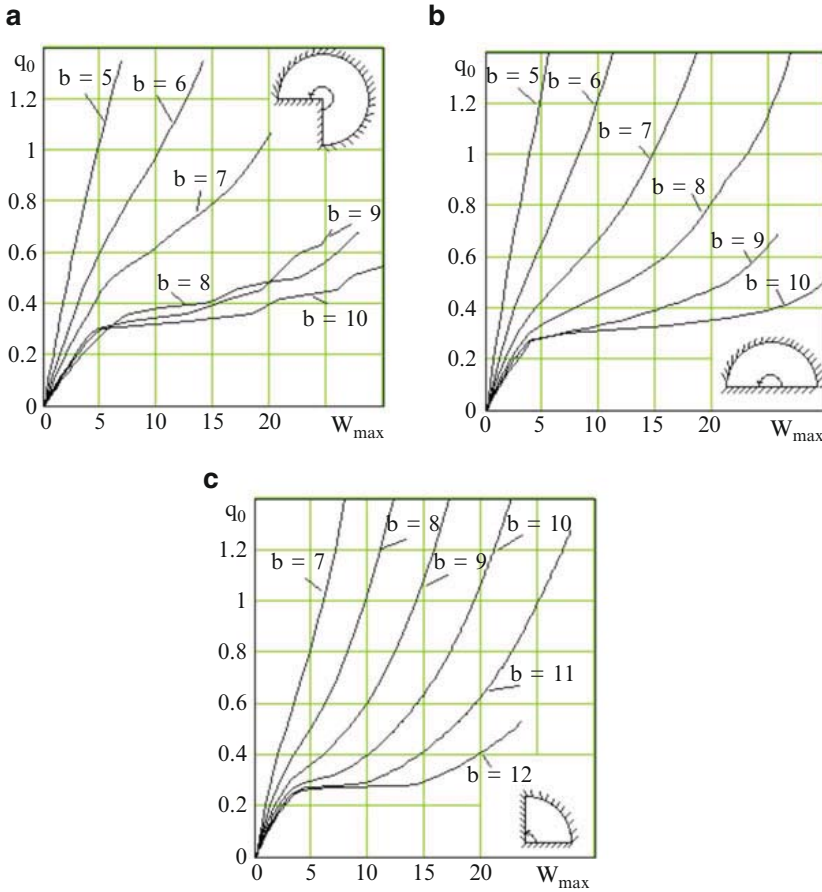 a
q₀
b = 5
b = 6
1.2
1
b = 7
0.8
b = 9
0.6
b = 8
0.4
b = 10
0.2
0
0 5 10 15 20 Wmax
b
q₀
b = 5
b = 6
1.2
b = 7
1
b = 8
0.8
b = 9
0.6
b = 10
0.4
0.2
0
0 5 10 15 20 Wmax
c
q₀
b = 8
b = 10
1.2
b = 7
b = 9
1
0.8
b = 11
0.6
0.4
b = 12
0.2
0
0 5 10 15 20 Wmax